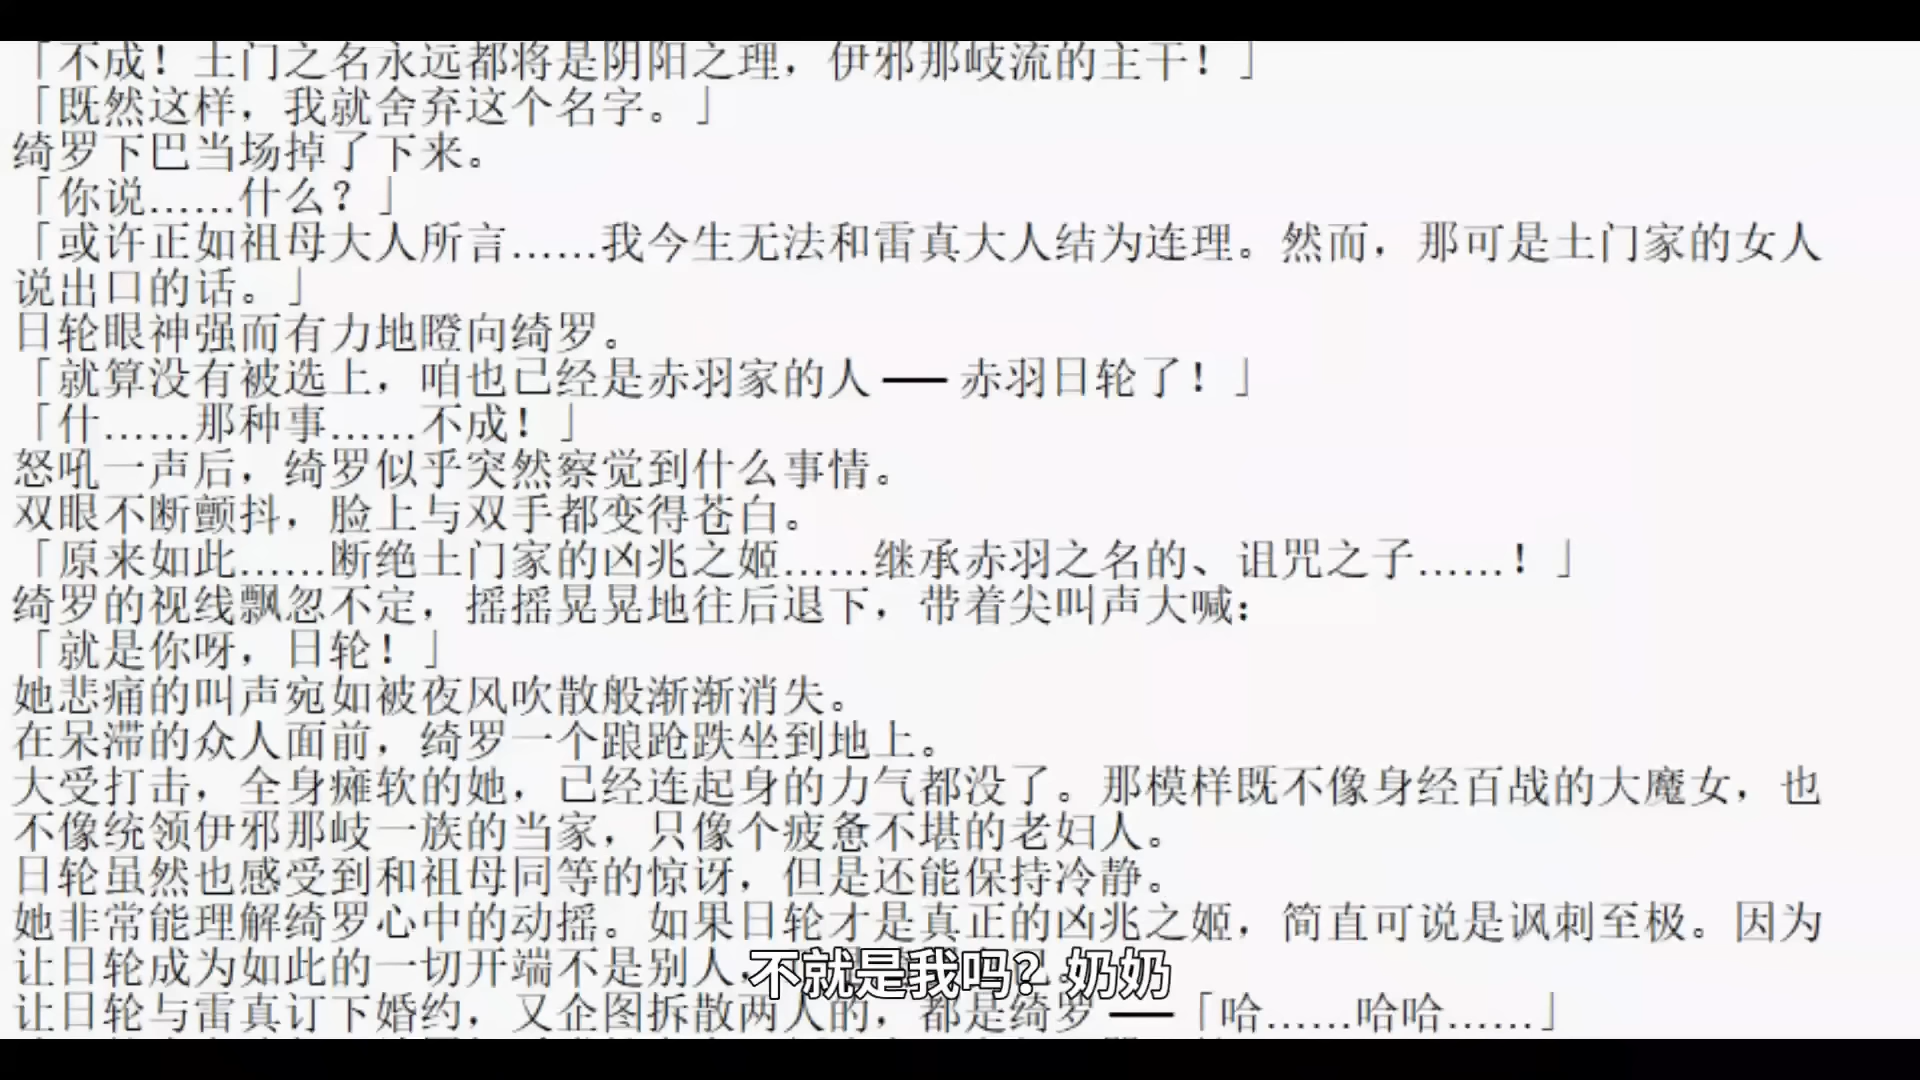 「不成！土门之名永远都将是阴阳之理，伊邪那岐流的主干！」
「既然这样，我就舍弃这个名字。」
绮罗下巴当场掉了下来。
「你说……什么？」
「或许正如祖母大人所言……我今生无法和雷真大人结为连理。然而，那可是土门家的女人
说出口的话。」
日轮眼神强而有力地瞪向绮罗。
「就算没有被选上，咱也已经是赤羽家的人 —— 赤羽日轮了！」
「什……那种事……不成！」
怒吼一声后，绮罗似乎突然察觉到什么事情。
双眼不断颤抖，脸上与双手都变得苍白。
「原来如此……断绝土门家的凶兆之姬……继承赤羽之名的、诅咒之子……！」
绮罗的视线飘忽不定，摇摇晃晃地往后退下，带着尖叫声大喊：
「就是你呀，日轮！」
她悲痛的叫声宛如被夜风吹散般渐渐消失。
在呆滞的众人面前，绮罗一个踉跄跌坐到地上。
大受打击，全身瘫软的她，已经连起身的力气都没了。那模样既不像身经百战的大魔女，也
不像统领伊邪那岐一族的当家，只像个疲惫不堪的老妇人。
日轮虽然也感受到和祖母同等的惊讶，但是还能保持冷静。
她非常能理解绮罗心中的动摇。如果日轮才是真正的凶兆之姬，简直可说是讽刺至极。因为
让日轮成为如此的一切开端不是别人，
不就是我吗？奶奶
让日轮与雷真订下婚约，又企图拆散两人的，都是绮罗 ——「哈……哈哈……」